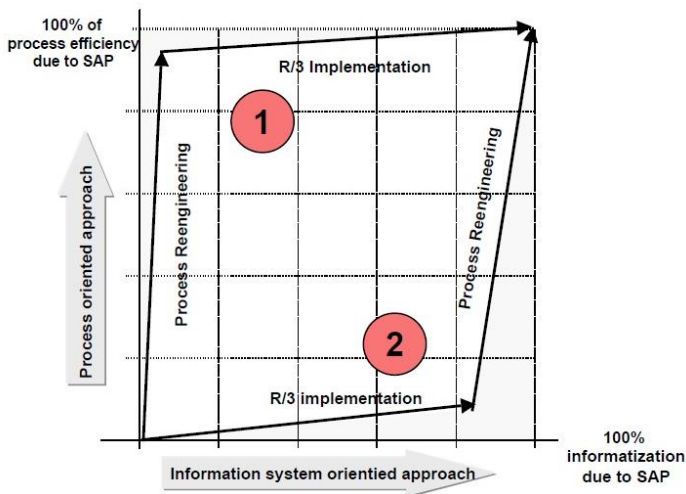 100% of
process efficiency
due to SAP
R/3 Implementation
1
Process Reengineering
Process oriented approach
Process Reengineering
2
R/3 implementation
100%
informatization
due to SAP
Information system orientied approach